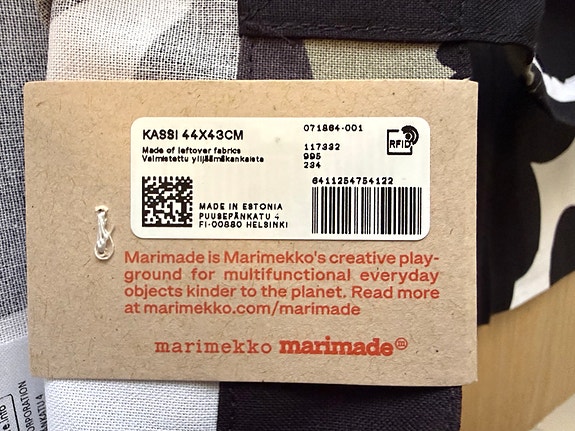 KASSI 44X43CM
Made of leftover fabrics
Valmistettu ylijäämäkankaista
071864-001
117332
995
234
RFID
6411254754122
MADE IN ESTONIA
PUUSEPÄNKATU 4
FI-00880 HELSINKI
Marimade is Marimekko's creative play-
ground for multifunctional everyday
objects kinder to the planet. Read more
at marimekko.com/marimade
marimekko marimade m